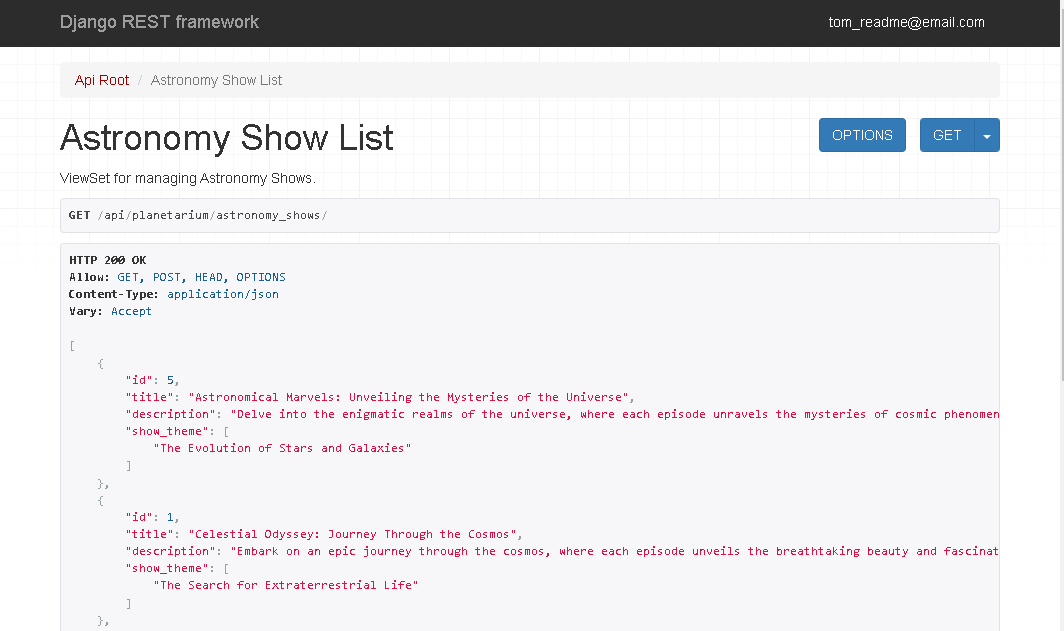 Django REST framework
tom_readme@email.com
Api Root / Astronomy Show List
Astronomy Show List
OPTIONS
GET
ViewSet for managing Astronomy Shows.
GET /api/planetarium/astronomy_shows/
HTTP 200 OK
Allow: GET, POST, HEAD, OPTIONS
Content-Type: application/json
Vary: Accept
[
    {
        "id": 5,
        "title": "Astronomical Marvels: Unveiling the Mysteries of the Universe",
        "description": "Delve into the enigmatic realms of the universe, where each episode unravels the mysteries of cosmic phenomen
        "show_theme": [
            "The Evolution of Stars and Galaxies"
        ]
    },
    {
        "id": 1,
        "title": "Celestial Odyssey: Journey Through the Cosmos",
        "description": "Embark on an epic journey through the cosmos, where each episode unveils the breathtaking beauty and fascinat
        "show_theme": [
            "The Search for Extraterrestrial Life"
        ]
    },